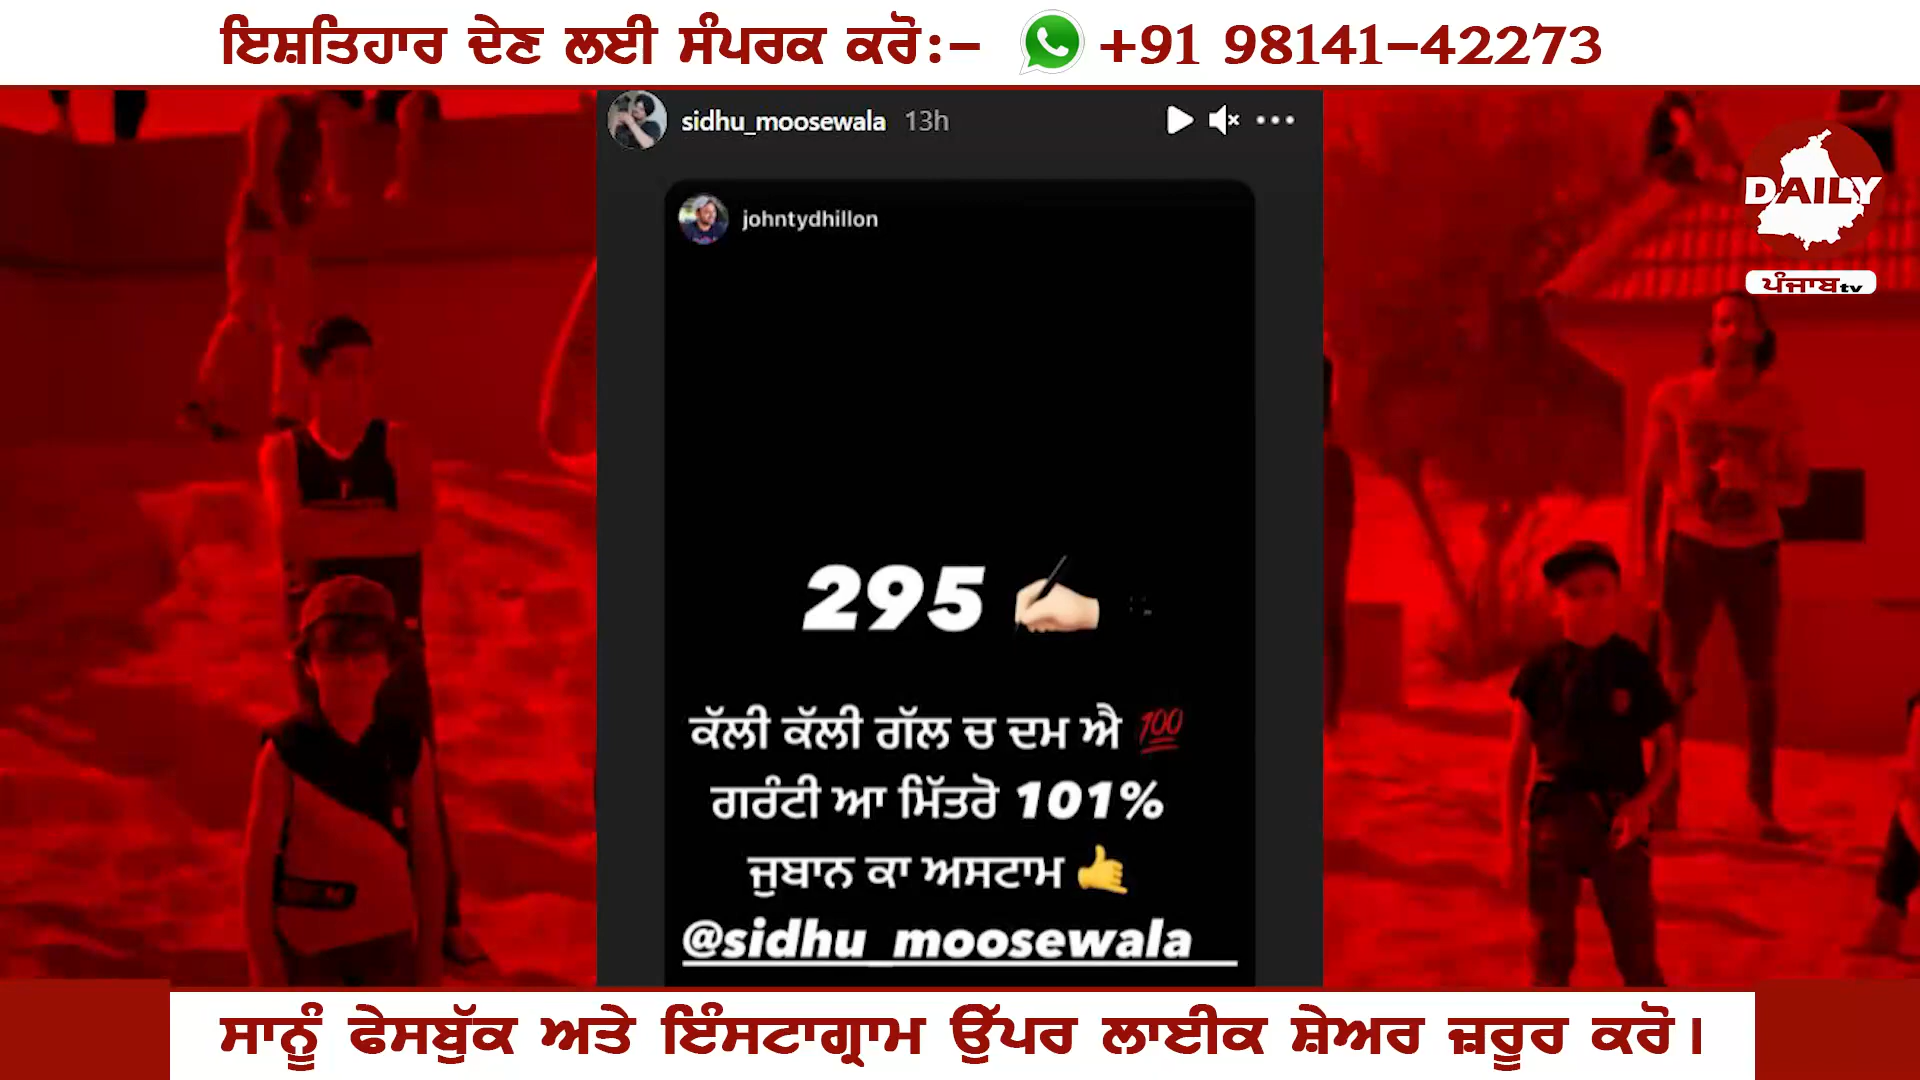 ਇਸ਼ਤਿਹਾਰ ਦੇਣ ਲਈ ਸੰਪਰਕ ਕਰੋ:- +91 98141-42273
sidhu_moosewala 13h
johntydhillon
DAILY
ਪੰਜਾਬ tv
295
ਕੱਲੀ ਕੱਲੀ ਗੱਲ ਚ ਦਮ ਐ 💯
ਗਰੰਟੀ ਆ ਮਿੱਤਰੋ 101%
ਜੁਬਾਨ ਕਾ ਅਸਟਾਮ
@sidhu_moosewala
ਸਾਨੂੰ ਫੇਸਬੁੱਕ ਅਤੇ ਇੰਸਟਾਗ੍ਰਾਮ ਉੱਪਰ ਲਾਈਕ ਸ਼ੇਅਰ ਜ਼ਰੂਰ ਕਰੋ।